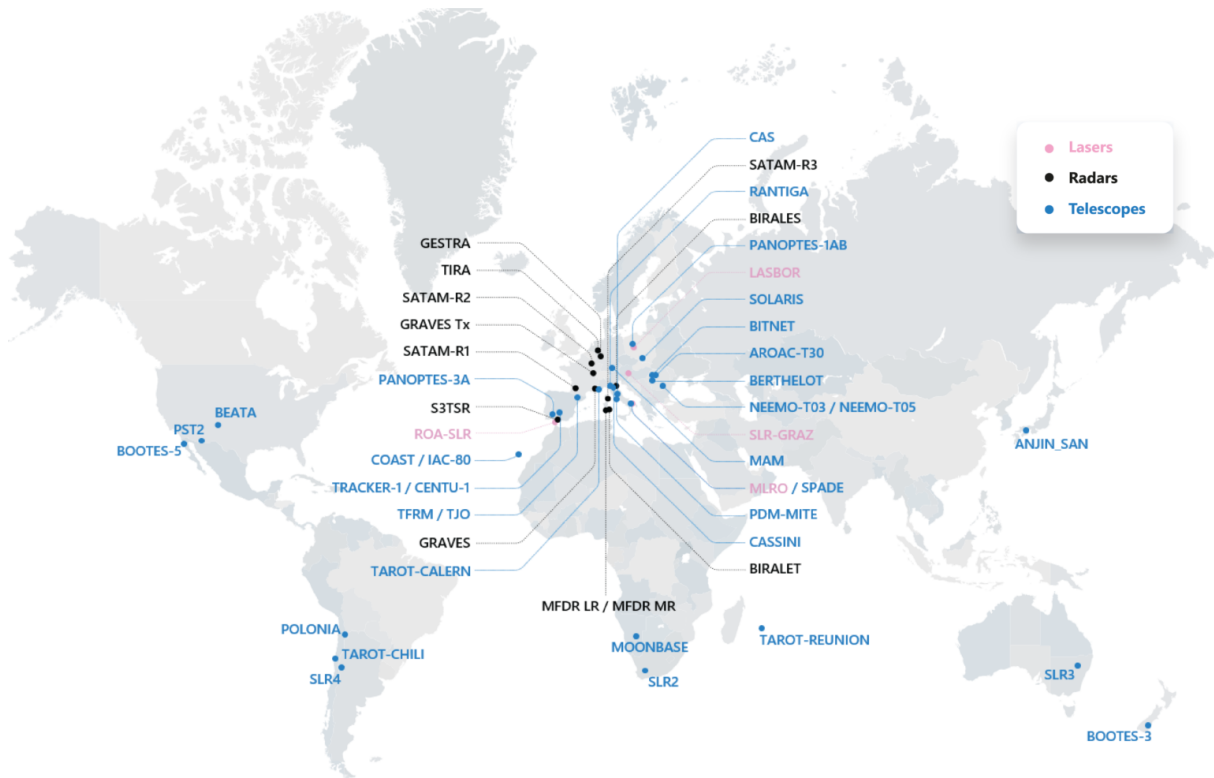 CAS
SATAM-R3
RANTIGA
BIRALES
PANOPTES-1AB
LASBOR
SOLARIS
BITNET
AROAC-T30
BERTHELOT
NEEMO-T03 / NEEMO-T05
SLR-GRAZ
MAM
MLRO / SPADE
PDM-MITE
CASSINI
BIRALET
Lasers
Radars
Telescopes
GESTRA
TIRA
SATAM-R2
GRAVES Tx
SATAM-R1
PANOPTES-3A
S3TSR
ROA-SLR
COAST / IAC-80
TRACKER-1 / CENTU-1
TFRM / TJO
GRAVES
TAROT-CALERN
MFDR LR / MFDR MR
BEATA
PST2
BOOTES-5
ANJIN_SAN
POLONIA
TAROT-CHILI
SLR4
MOONBASE
SLR2
TAROT-REUNION
SLR3
BOOTES-3